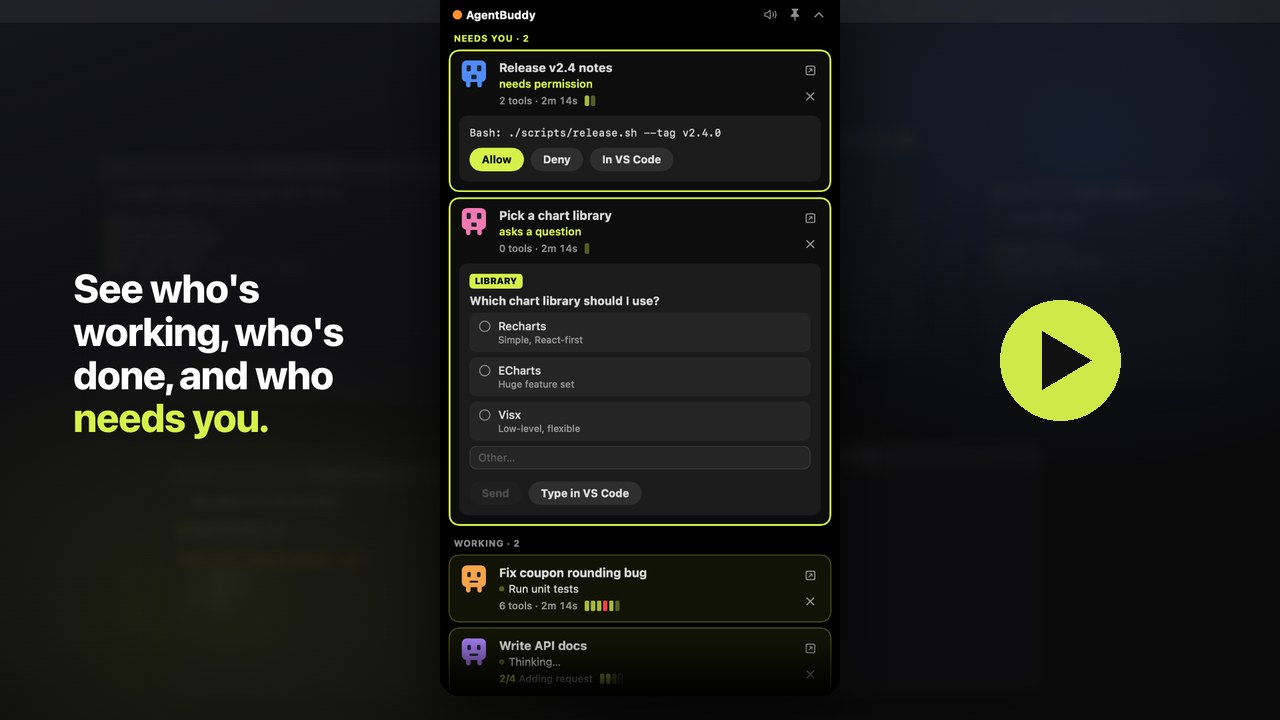 See who's
working, who's
done, and who
needs you.
AgentBuddy
NEEDS YOU · 2
Release v2.4 notes
needs permission
2 tools · 2m 14s
Bash: ./scripts/release.sh --tag v2.4.0
Allow Deny In VS Code
Pick a chart library
asks a question
0 tools · 2m 14s
LIBRARY
Which chart library should I use?
Recharts
Simple, React-first
ECharts
Huge feature set
Visx
Low-level, flexible
Other...
Send Type in VS Code
WORKING · 2
Fix coupon rounding bug
Run unit tests
6 tools · 2m 14s
Write API docs
Thinking...
2/4 Adding request